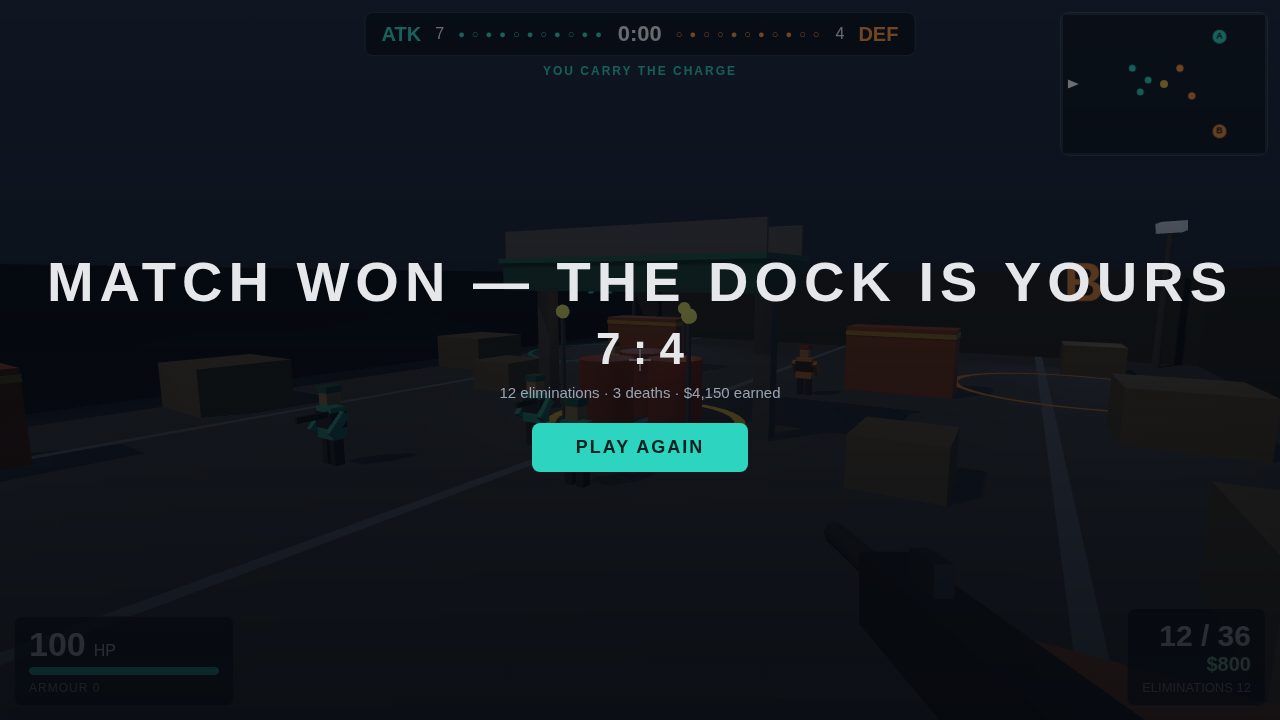 ATK 7 ● ○ ● ● ○ ● ○ ● ○ ● ● 0:00 ○ ● ○ ○ ● ○ ● ○ ● ○ ○ 4 DEF
YOU CARRY THE CHARGE
A
B
B
MATCH WON — THE DOCK IS YOURS
7 : 4
12 eliminations · 3 deaths · $4,150 earned
PLAY AGAIN
100 HP
ARMOUR 0
12 / 36
$800
ELIMINATIONS 12